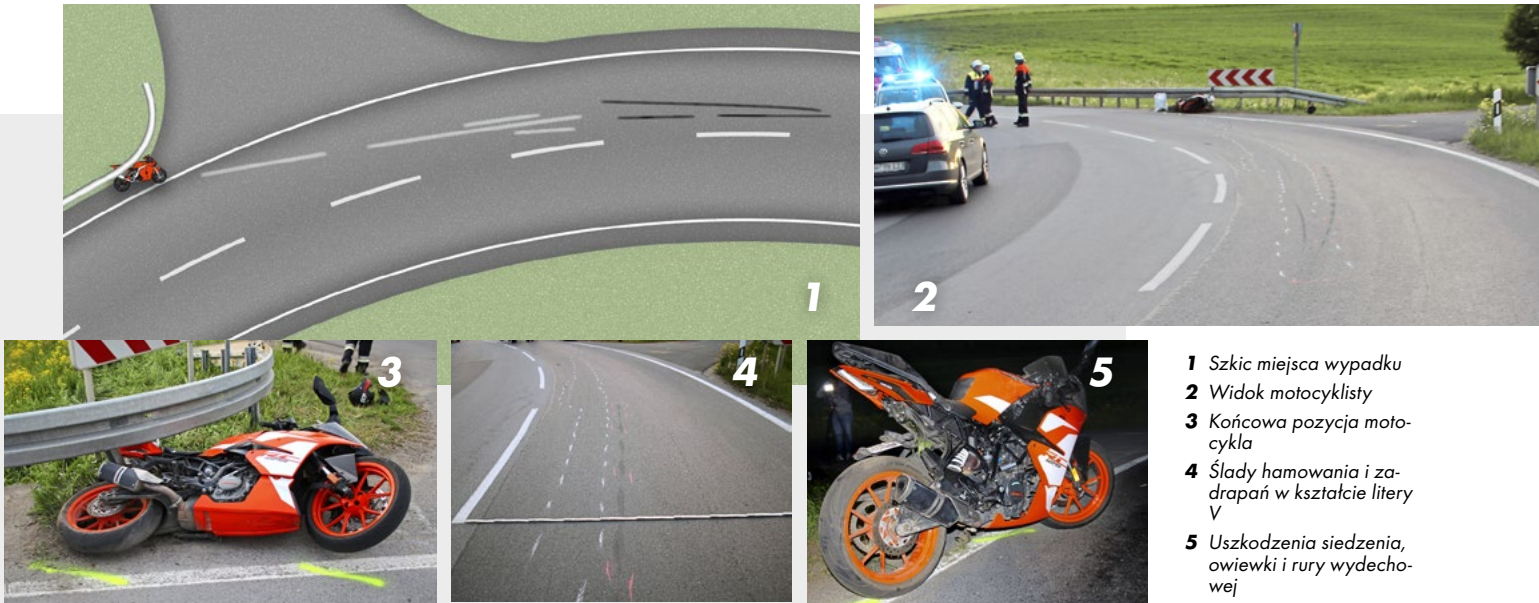 1
2
3
4
5
1 Szkic miejsca wypadku
2 Widok motocyklisty
3 Końcowa pozycja moto-
cykla
4 Ślady hamowania i za-
drapań w kształcie litery
V
5 Uszkodzenia siedzenia,
owiewki i rury wydecho-
wej